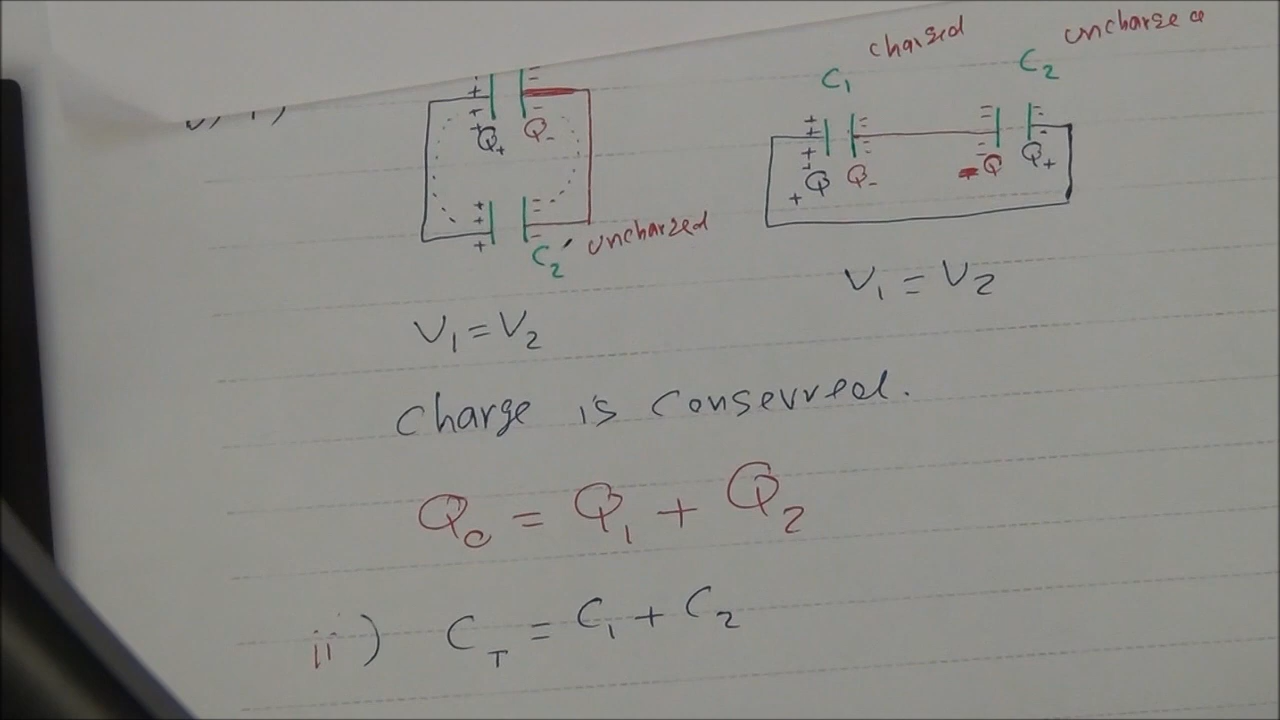 charged uncharged
C1 C2
Q+ Q-
Q Q- -Q Q+
C2 uncharged
V1 = V2
V1 = V2
charge is conserved.
Qo = Q1 + Q2
ii) CT = C1 + C2